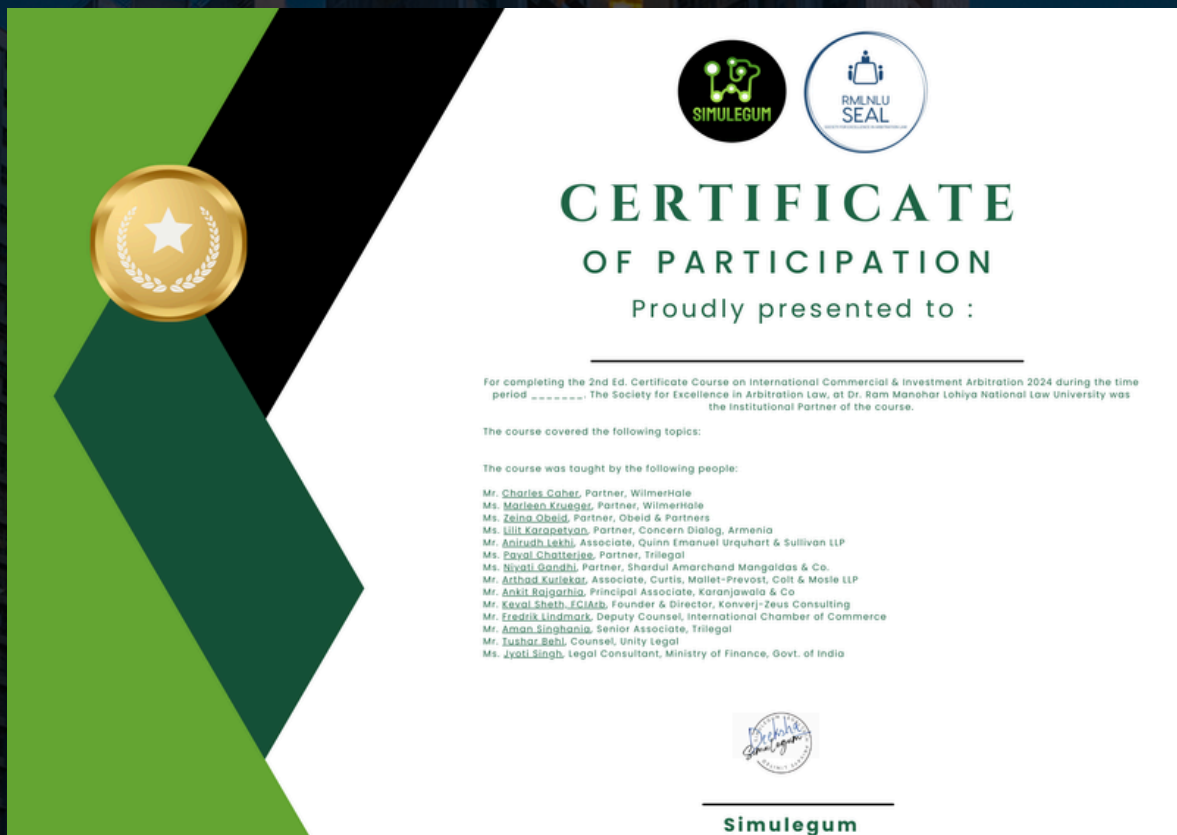 SIMULEGUM
RMLNLU
SEAL
SOCIETY FOR EXCELLENCE IN ARBITRATION LAW
CERTIFICATE
OF PARTICIPATION
Proudly presented to :
For completing the 2nd Ed. Certificate Course on International Commercial & Investment Arbitration 2024 during the time
period _______. The Society for Excellence in Arbitration Law, at Dr. Ram Manohar Lohiya National Law University was
the Institutional Partner of the course.
The course covered the following topics:
The course was taught by the following people:
Mr. Charles Caher, Partner, WilmerHale
Ms. Marleen Krueger, Partner, WilmerHale
Ms. Zeina Obeid, Partner, Obeid & Partners
Ms. Lilit Karapetyan, Partner, Concern Dialog, Armenia
Mr. Anirudh Lekhi, Associate, Quinn Emanuel Urquhart & Sullivan LLP
Ms. Payal Chatterjee, Partner, Trilegal
Ms. Niyati Gandhi, Partner, Shardul Amarchand Mangaldas & Co.
Mr. Arthad Kurlekar, Associate, Curtis, Mallet-Prevost, Colt & Mosle LLP
Mr. Ankit Rajgarhia, Principal Associate, Karanjawala & Co
Mr. Keval Sheth, FCIArb, Founder & Director, Konverj-Zeus Consulting
Mr. Fredrik Lindmark, Deputy Counsel, International Chamber of Commerce
Mr. Aman Singhania, Senior Associate, Trilegal
Mr. Tushar Behl, Counsel, Unity Legal
Ms. Jyoti Singh, Legal Consultant, Ministry of Finance, Govt. of India
Deeksha
Simulegum
Simulegum